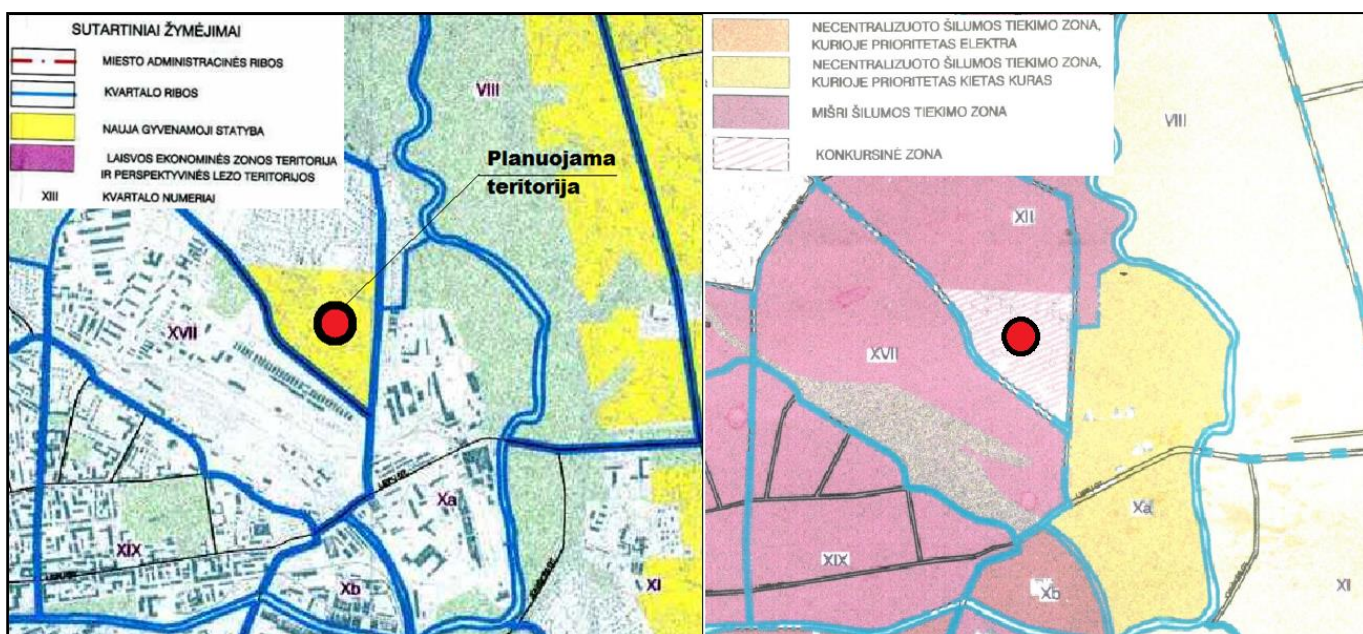 SUTARTINIAI ŽYMĖJIMAI
MIESTO ADMINISTRACINĖS RIBOS
KVARTALO RIBOS
NAUJA GYVENAMOJI STATYBA
LAISVOS EKONOMINĖS ZONOS TERITORIJA
IR PERSPEKTYVINĖS LEZO TERITORIJOS
XIII KVARTALO NUMERIAI
VIII
Planuojama
teritorija
XVII
Xa
XIX
Xb
XI
NECENTRALIZUOTO ŠILUMOS TIEKIMO ZONA,
KURIOJE PRIORITETAS ELEKTRA
NECENTRALIZUOTO ŠILUMOS TIEKIMO ZONA,
KURIOJE PRIORITETAS KIETAS KURAS
MIŠRI ŠILUMOS TIEKIMO ZONA
KONKURSINĖ ZONA
VIII
XII
XVII
Xa
XIX
Xb
XI